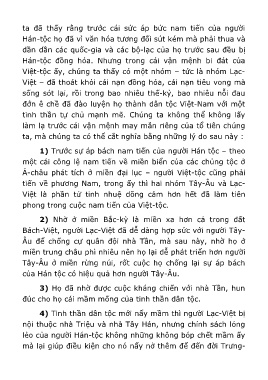 ta đã thấy rằng trước cái sức áp bức nam tiến của người
Hán-tộc họ đã vì văn hóa tương đối sút kém mà phải thua và
dần dần các quốc-gia và các bộ-lạc của họ trước sau đều bị
Hán-tộc đồng hóa. Nhưng trong cái vận mệnh bi đát của
Việt-tộc ấy, chúng ta thấy có một nhóm – tức là nhóm Lạc-
Việt – đã thoát khỏi cái nạn đồng hóa, cái nạn tiêu vong mà
sống sót lại, rồi trong bao nhiêu thế-kỷ, bao nhiêu nỗi đau
đớn ê chề đã đào luyện họ thành dân tộc Việt-Nam với một
tinh thần tự chủ mạnh mẽ. Chúng ta không thể không lấy
làm lạ trước cái vận mệnh may mắn riêng của tổ tiên chúng
ta, mà chúng ta có thể cắt nghĩa bằng những lý do sau này :
1) Trước sự áp bách nam tiến của người Hán tộc – theo
một cái công lệ nam tiến về miền biển của các chúng tộc ở
Á-châu phát tích ở miền đại lục – người Việt-tộc cũng phải
tiến về phương Nam, trong ấy thì hai nhóm Tây-Âu và Lạc-
Việt là phần tử tinh nhuệ dõng cảm hơn hết đã làm tiên
phong trong cuộc nam tiến của Việt-tộc.
2) Nhờ ở miền Bắc-kỳ là miền xa hơn cả trong đất
Bách-Việt, người Lạc-Việt đã dễ dàng hợp sức với người Tây-
Âu để chống cự quân đội nhà Tần, mà sau này, nhờ họ ở
miền trung châu phì nhiêu nên họ lại dễ phát triển hơn người
Tây-Âu ở miền rừng núi, rốt cuộc họ chống lại sự áp bách
của Hán tộc có hiệu quả hơn người Tây-Âu.
3) Họ đã nhờ được cuộc kháng chiến với nhà Tần, hun
đúc cho họ cái mầm mống của tinh thần dân tộc.
4) Tinh thần dân tộc mới nẩy mầm thì người Lạc-Việt bị
nội thuộc nhà Triệu và nhà Tây Hán, nhưng chính sách lỏng
lẻo của người Hán-tộc không những không bóp chết mầm ấy
mà lại giúp điều kiện cho nó nẩy nở thêm để đến đời Trưng-